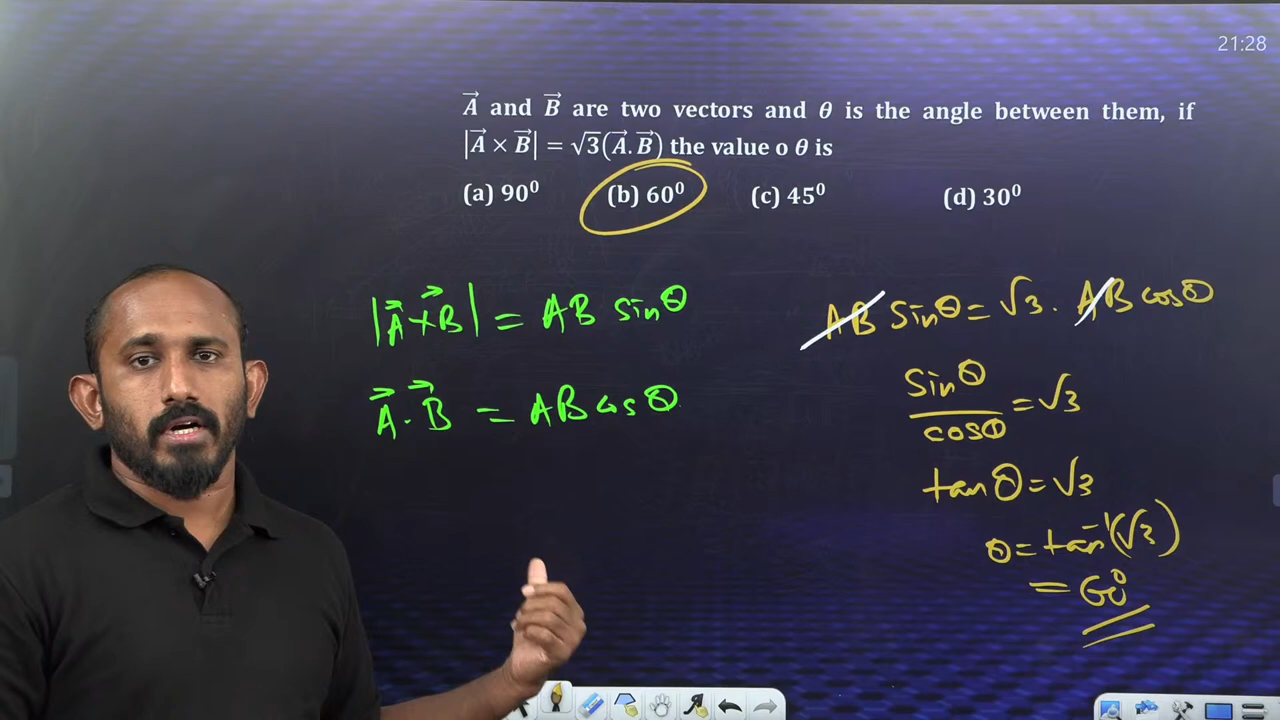 21:28
A⃗ and B⃗ are two vectors and θ is the angle between them, if
|A⃗ × B⃗| = √3(A⃗.B⃗) the value o θ is
(a) 90⁰ (b) 60⁰ (c) 45⁰ (d) 30⁰
|A⃗×B⃗| = AB sinθ
A⃗·B⃗ = AB cosθ
AB Sinθ = √3 · AB cosθ
Sinθ/cosθ = √3
tanθ = √3
θ = tan⁻¹(√3)
= 60⁰